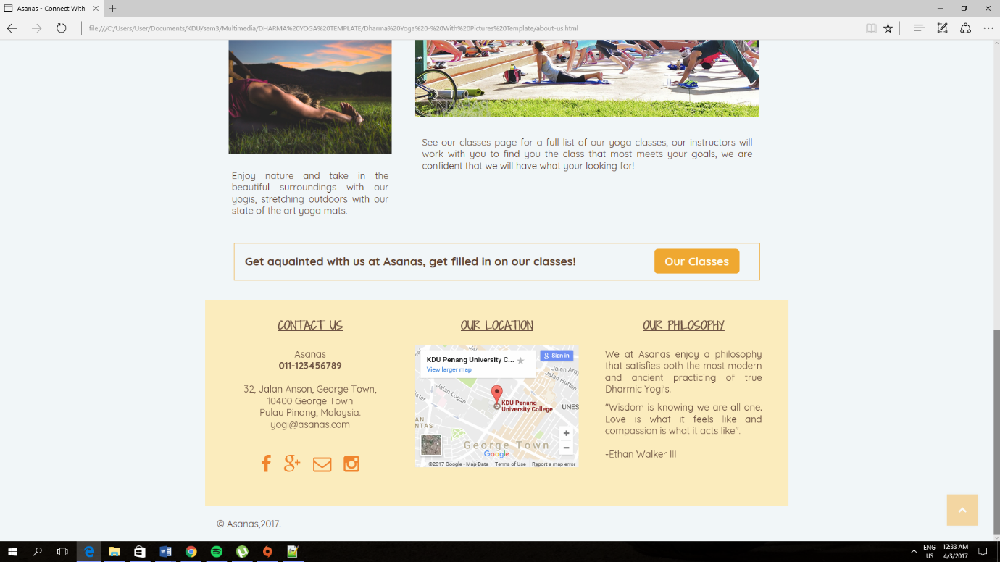 Asanas - Connect With
file:///C:/Users/User/Documents/KDU/sem3/Multimedia/DHARMA%20YOGA%20TEMPLATE/Dharma%20Yoga%20-%20With%20Pictures%20Template/about-us.html
Enjoy nature and take in the
beautiful surroundings with our
yogis, stretching outdoors with our
state of the art yoga mats.
See our classes page for a full list of our yoga classes, our instructors will
work with you to find you the class that most meets your goals, we are
confident that we will have what your looking for!
Get aquainted with us at Asanas, get filled in on our classes!
Our Classes
CONTACT US
Asanas
011-123456789
32, Jalan Anson, George Town,
10400 George Town
Pulau Pinang, Malaysia.
yogi@asanas.com
OUR LOCATION
KDU Penang University C...
View larger map
Sign in
Jalan Argy
Jalan Hutton
Jalan Logan
KDU Penang
University College
UNES
AN
NTAS
George Town
Google
©2017 Google - Map Data
Terms of Use
Report a map error
OUR PHILOSOPHY
We at Asanas enjoy a philosophy
that satisfies both the most modern
and ancient practicing of true
Dharmic Yogi's.
"Wisdom is knowing we are all one.
Love is what it feels like and
compassion is what it acts like".
-Ethan Walker III
© Asanas,2017.
ENG
US
12:33 AM
4/3/2017